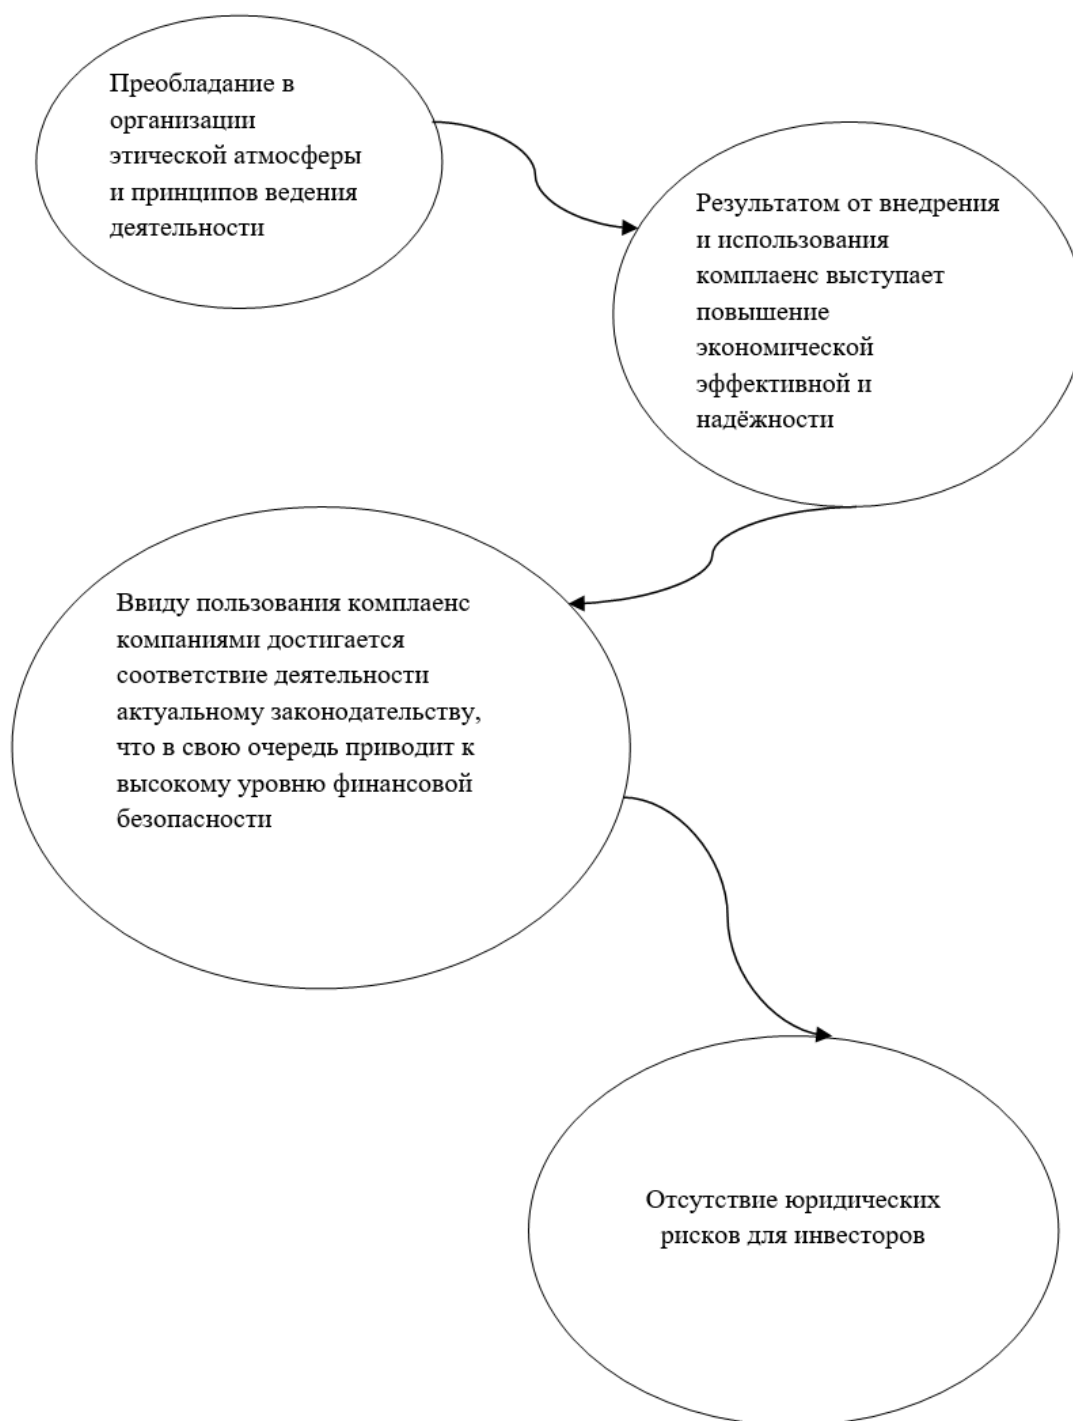 Преобладание в
организации
этической атмосферы
и принципов ведения
деятельности
Результатом от внедрения
и использования
комплаенс выступает
повышение
экономической
эффективной и
надёжности
Ввиду пользования комплаенс
компаниями достигается
соответствие деятельности
актуальному законодательству,
что в свою очередь приводит к
высокому уровню финансовой
безопасности
Отсутствие юридических
рисков для инвесторов